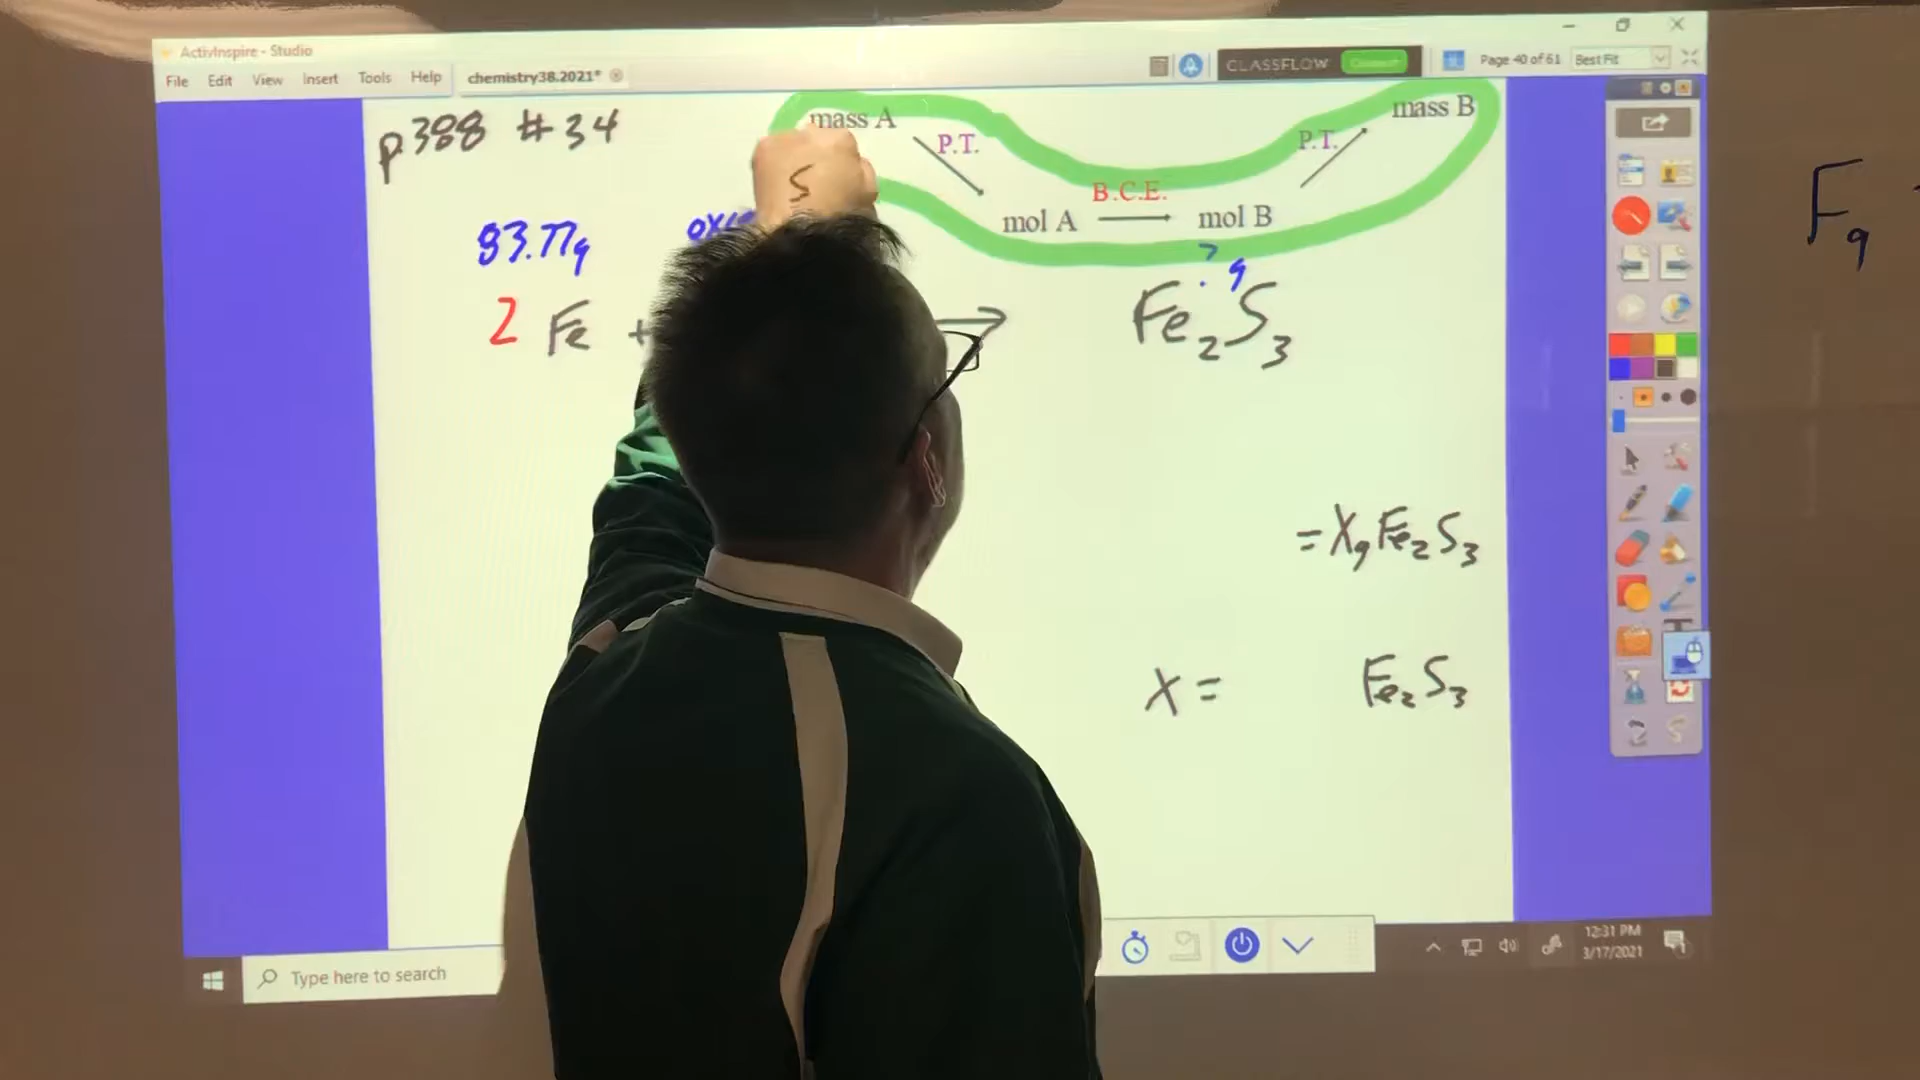 ActivInspire - Studio
File Edit View Insert Tools Help chemistry38.2021*
CLASSFLOW Connect Page 40 of 61 Best Fit
p388 #34
mass A mass B
P.T. P.T.
B.C.E.
mol A mol B
83.77g ? g
2 Fe + Fe2S3
= Xg Fe2S3
X = Fe2S3
Type here to search
12:31 PM
3/17/2021